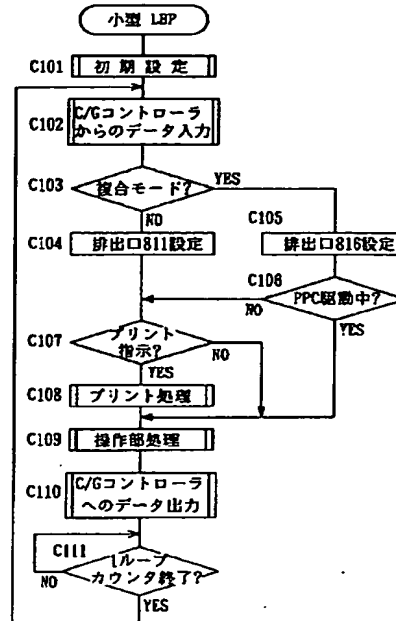 小型 LBP
C101
初期設定
C102
C/Gコントローラ
からのデータ入力
C103
複合モード?
YES
NO
C104
排出口811設定
C105
排出口816設定
C106
PPC駆動中?
NO
YES
C107
プリント
指示?
NO
YES
C108
プリント処理
C109
操作部処理
C110
C/Gコントローラ
へのデータ出力
C111
1ループ
カウンタ終了?
NO
YES